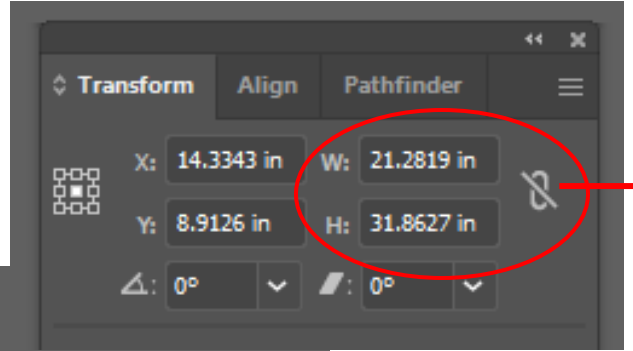 Transform Align Pathfinder
X: 14.3343 in W: 21.2819 in
Y: 8.9126 in H: 31.8627 in
: 0° : 0°